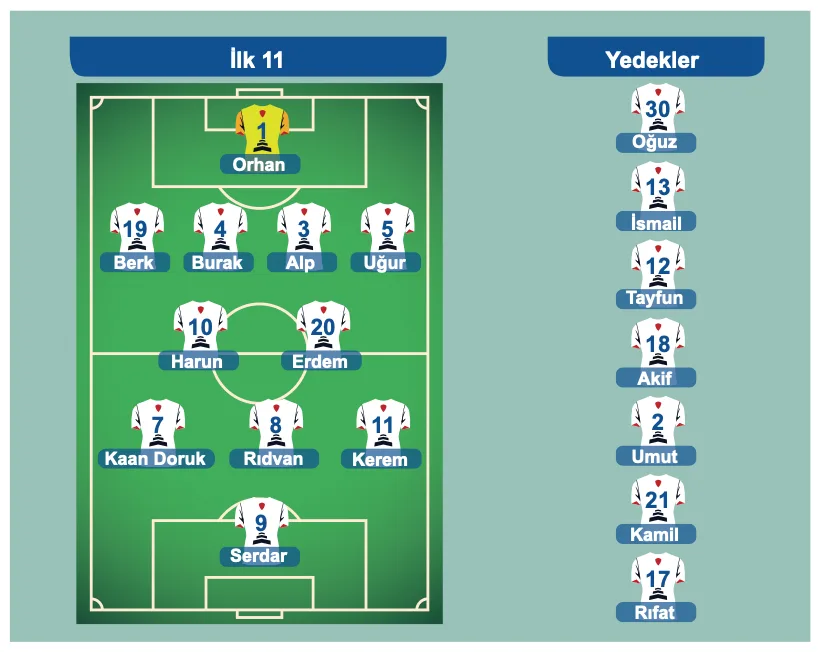 İlk 11
1
Orhan
19 4 3 5
Berk Burak Alp Uğur
10 20
Harun Erdem
7 8 11
Kaan Doruk Rıdvan Kerem
9
Serdar
Yedekler
30
Oğuz
13
İsmail
12
Tayfun
18
Akif
2
Umut
21
Kamil
17
Rıfat